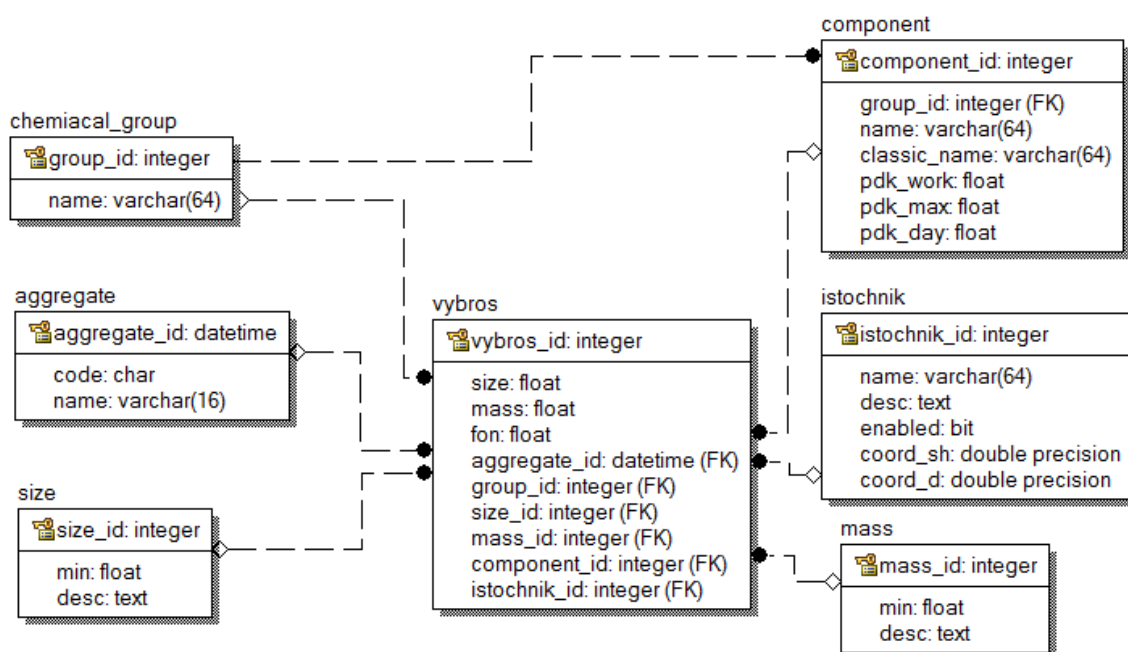 component
component_id: integer
group_id: integer (FK)
name: varchar(64)
classic_name: varchar(64)
pdk_work: float
pdk_max: float
pdk_day: float
chemiacal_group
group_id: integer
name: varchar(64)
aggregate
aggregate_id: datetime
code: char
name: varchar(16)
vybros
vybros_id: integer
size: float
mass: float
fon: float
aggregate_id: datetime (FK)
group_id: integer (FK)
size_id: integer (FK)
mass_id: integer (FK)
component_id: integer (FK)
istochnik_id: integer (FK)
istochnik
istochnik_id: integer
name: varchar(64)
desc: text
enabled: bit
coord_sh: double precision
coord_d: double precision
size
size_id: integer
min: float
desc: text
mass
mass_id: integer
min: float
desc: text